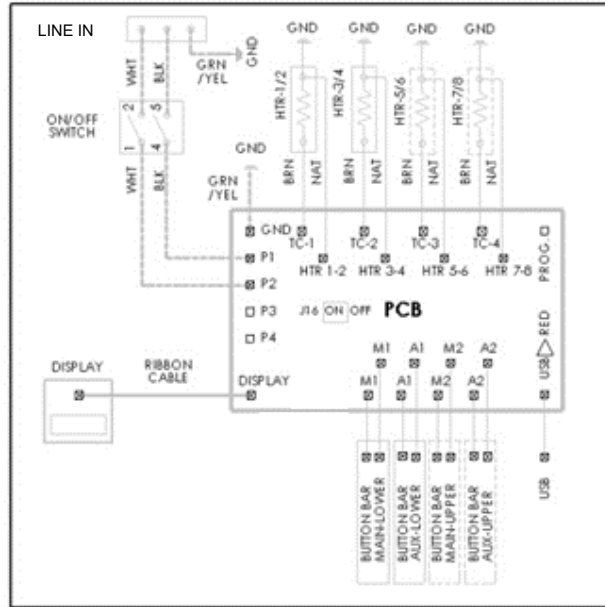 LINE IN
GND
GND
GND
GND
GND
GRN
/YEL
WHT
BLK
HTR-1/2
HTR-3/4
HTR-5/6
HTR-7/8
2
5
ON/OFF
SWITCH
1
4
GND
WHT
BLK
GRN
/YEL
BRN
NAT
BRN
NAT
BRN
NAT
BRN
NAT
GND
TC-1
TC-2
TC-3
TC-4
P1
HTR 1-2
HTR 3-4
HTR 5-6
HTR 7-8
PROG.
P2
P3
J16 ON OFF
PCB
P4
RED
USB
M1
A1
M2
A2
DISPLAY
RIBBON
CABLE
DISPLAY
M1
A1
M2
A2
BUTTON BAR
MAIN-LOWER
BUTTON BAR
AUX-LOWER
BUTTON BAR
MAIN-UPPER
BUTTON BAR
AUX-UPPER
USB